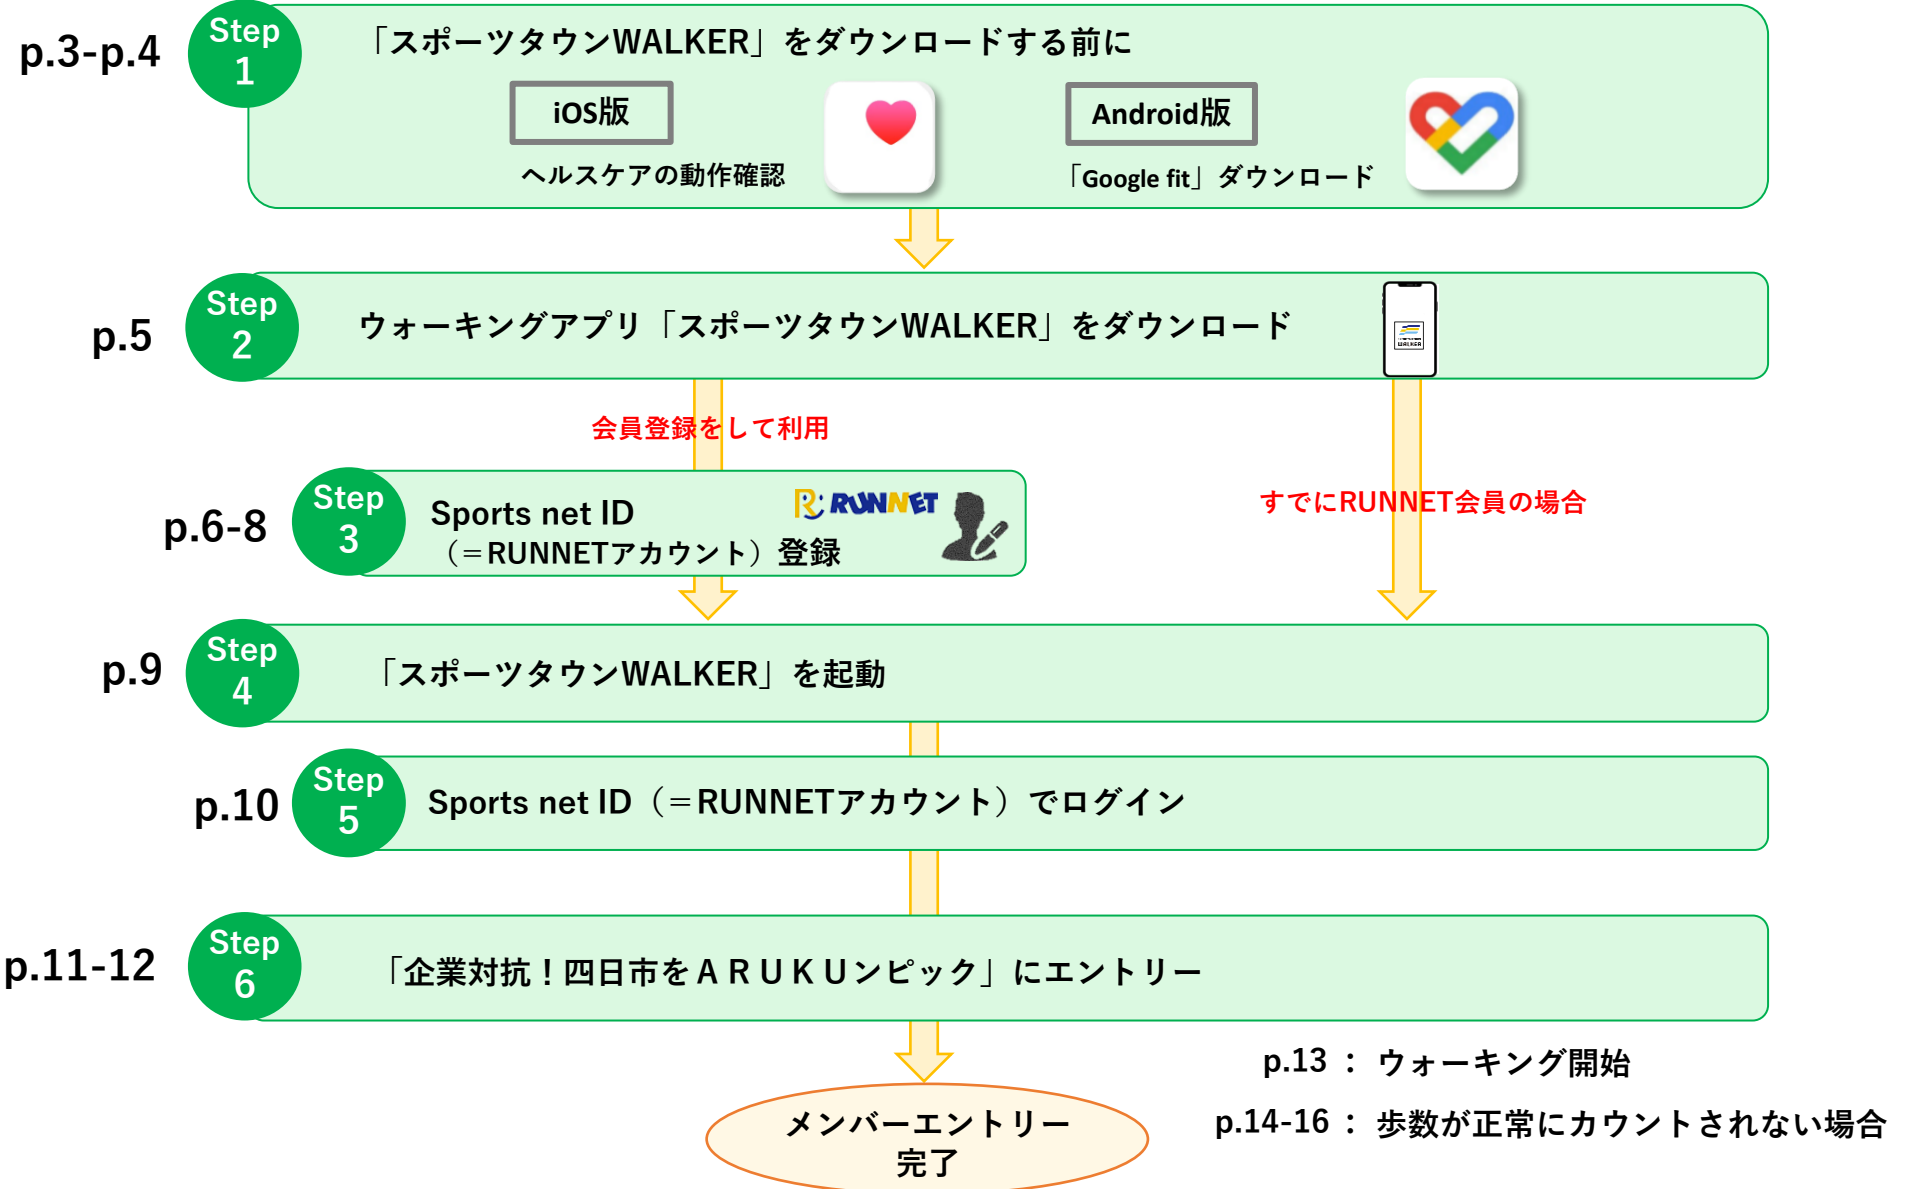 p.3-p.4
Step
1
「スポーツタウンWALKER」をダウンロードする前に
iOS版
ヘルスケアの動作確認
Android版
「Google fit」ダウンロード
p.5
Step
2
ウォーキングアプリ「スポーツタウンWALKER」をダウンロード
WALKER
会員登録をして利用
すでにRUNNET会員の場合
p.6-8
Step
3
Sports net ID
（＝RUNNETアカウント）登録
RUNNET
p.9
Step
4
「スポーツタウンWALKER」を起動
p.10
Step
5
Sports net ID（＝RUNNETアカウント）でログイン
p.11-12
Step
6
「企業対抗！四日市をＡＲＵＫＵンピック」にエントリー
メンバーエントリー
完了
p.13 ： ウォーキング開始
p.14-16 ： 歩数が正常にカウントされない場合